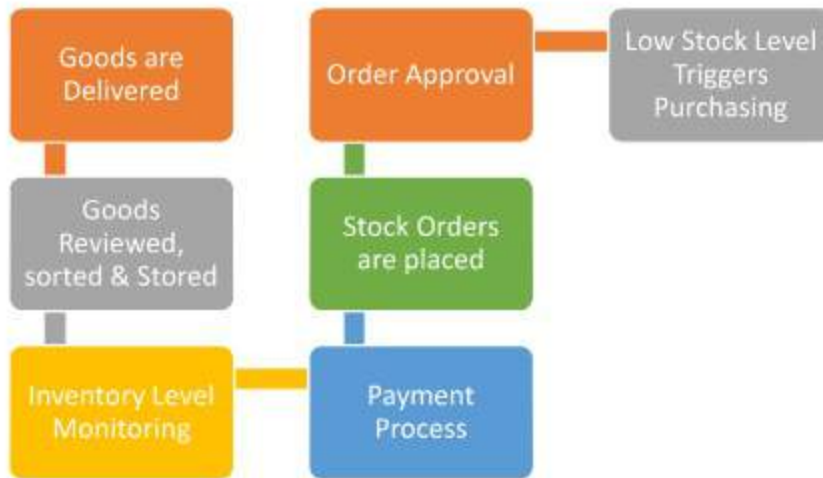 Goods are
Delivered
Goods
Reviewed,
sorted & Stored
Inventory Level
Monitoring
Payment
Process
Stock Orders
are placed
Order Approval
Low Stock Level
Triggers
Purchasing